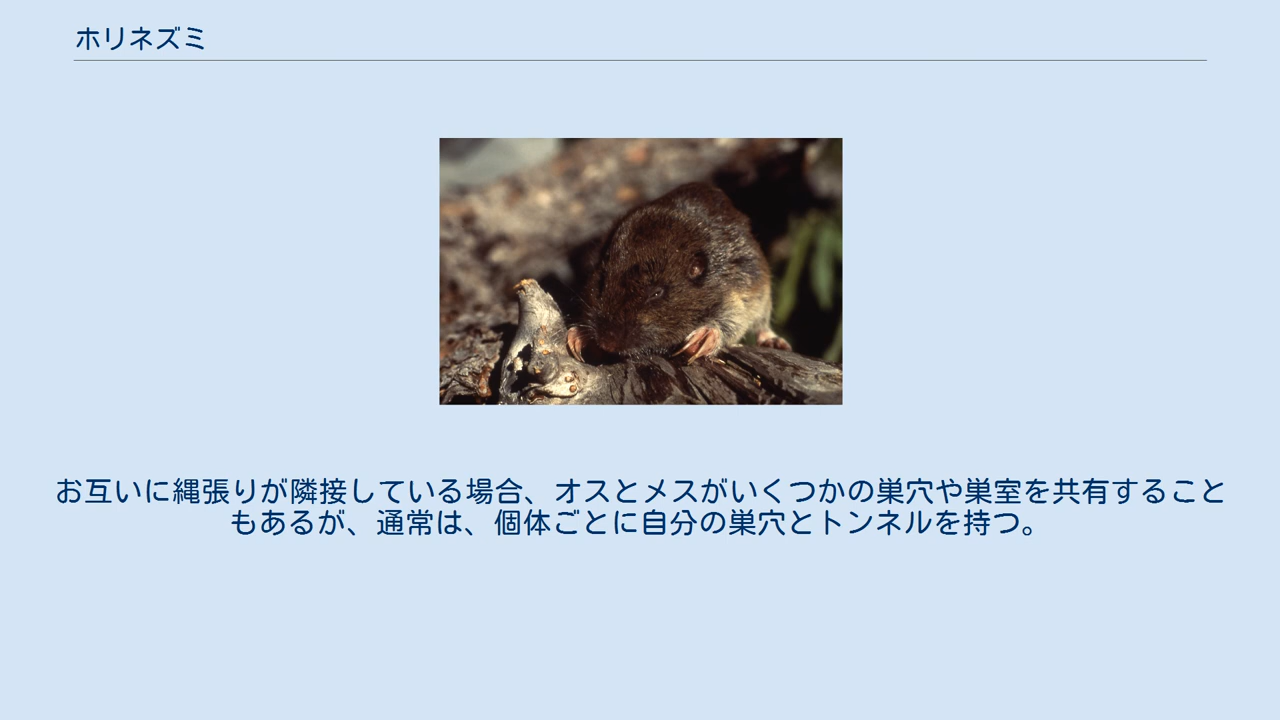 ホリネズミ
お互いに縄張りが隣接している場合、オスとメスがいくつかの巣穴や巣室を共有すること
もあるが、通常は、個体ごとに自分の巣穴とトンネルを持つ。